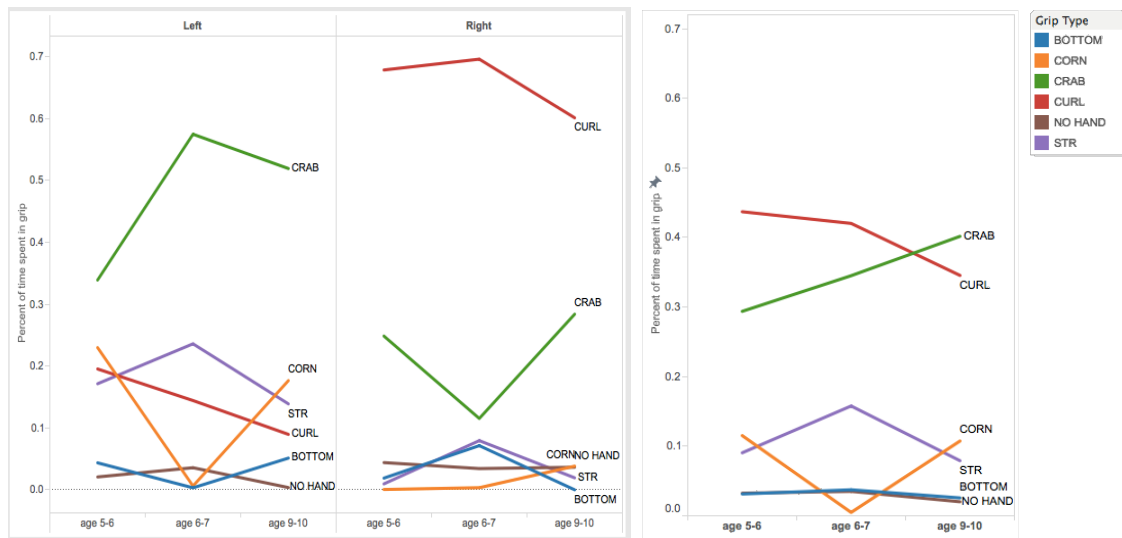 Left
Right
Percent of time spent in grip
0.7
0.6
0.5
0.4
0.3
0.2
0.1
0.0
CRAB
CORN
STR
CURL
BOTTOM
NO HAND
CURL
CRAB
CORN NO HAND
STR
BOTTOM
age 5-6
age 6-7
age 9-10
age 5-6
age 6-7
age 9-10
Percent of time spent in grip
0.7
0.6
0.5
0.4
0.3
0.2
0.1
0.0
CRAB
CURL
CORN
STR
BOTTOM
NO HAND
age 5-6
age 6-7
age 9-10
Grip Type
BOTTOM
CORN
CRAB
CURL
NO HAND
STR